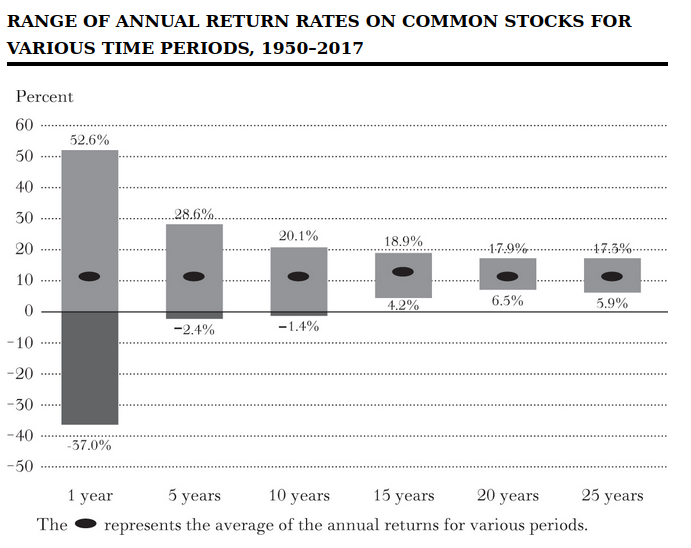 RANGE OF ANNUAL RETURN RATES ON COMMON STOCKS FOR
VARIOUS TIME PERIODS, 1950–2017
Percent
60
50
40
30
20
10
0
−10
−20
−30
−40
−50
52.6%
-37.0%
28.6%
−2.4%
20.1%
−1.4%
18.9%
4.2%
17.9%
6.5%
17.3%
5.9%
1 year
5 years
10 years
15 years
20 years
25 years
The represents the average of the annual returns for various periods.